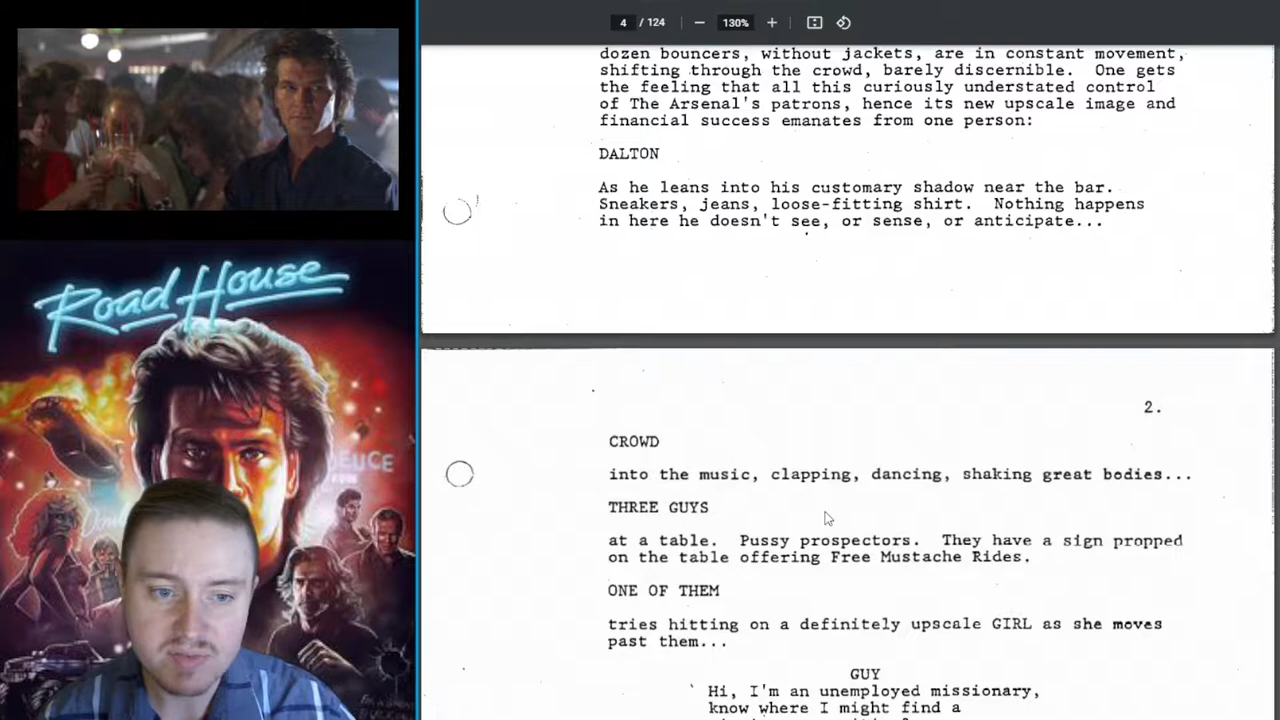 4 / 124
130%
dozen bouncers, without jackets, are in constant movement,
shifting through the crowd, barely discernible. One gets
the feeling that all this curiously understated control
of The Arsenal's patrons, hence its new upscale image and
financial success emanates from one person:
DALTON
As he leans into his customary shadow near the bar.
Sneakers, jeans, loose-fitting shirt. Nothing happens
in here he doesn't see, or sense, or anticipate...
2.
CROWD
into the music, clapping, dancing, shaking great bodies...
THREE GUYS
at a table. Pussy prospectors. They have a sign propped
on the table offering Free Mustache Rides.
ONE OF THEM
tries hitting on a definitely upscale GIRL as she moves
past them...
GUY
Hi, I'm an unemployed missionary,
know where I might find a
Road House
DEUCE